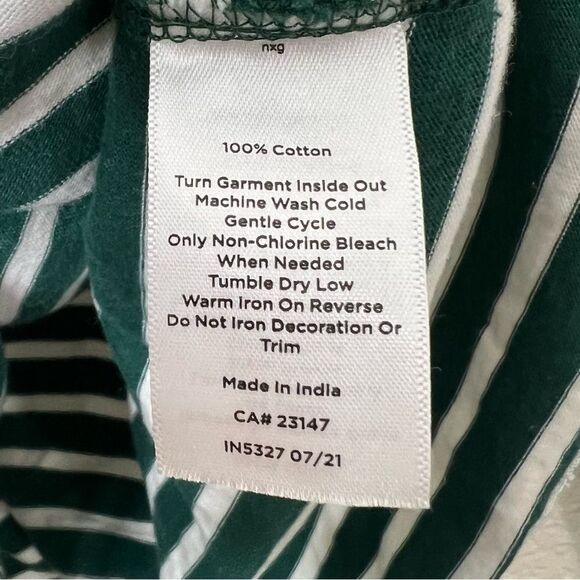 nxg
100% Cotton
Turn Garment Inside Out
Machine Wash Cold
Gentle Cycle
Only Non-Chlorine Bleach
When Needed
Tumble Dry Low
Warm Iron On Reverse
Do Not Iron Decoration Or
Trim
Made In India
CA# 23147
IN5327 07/21